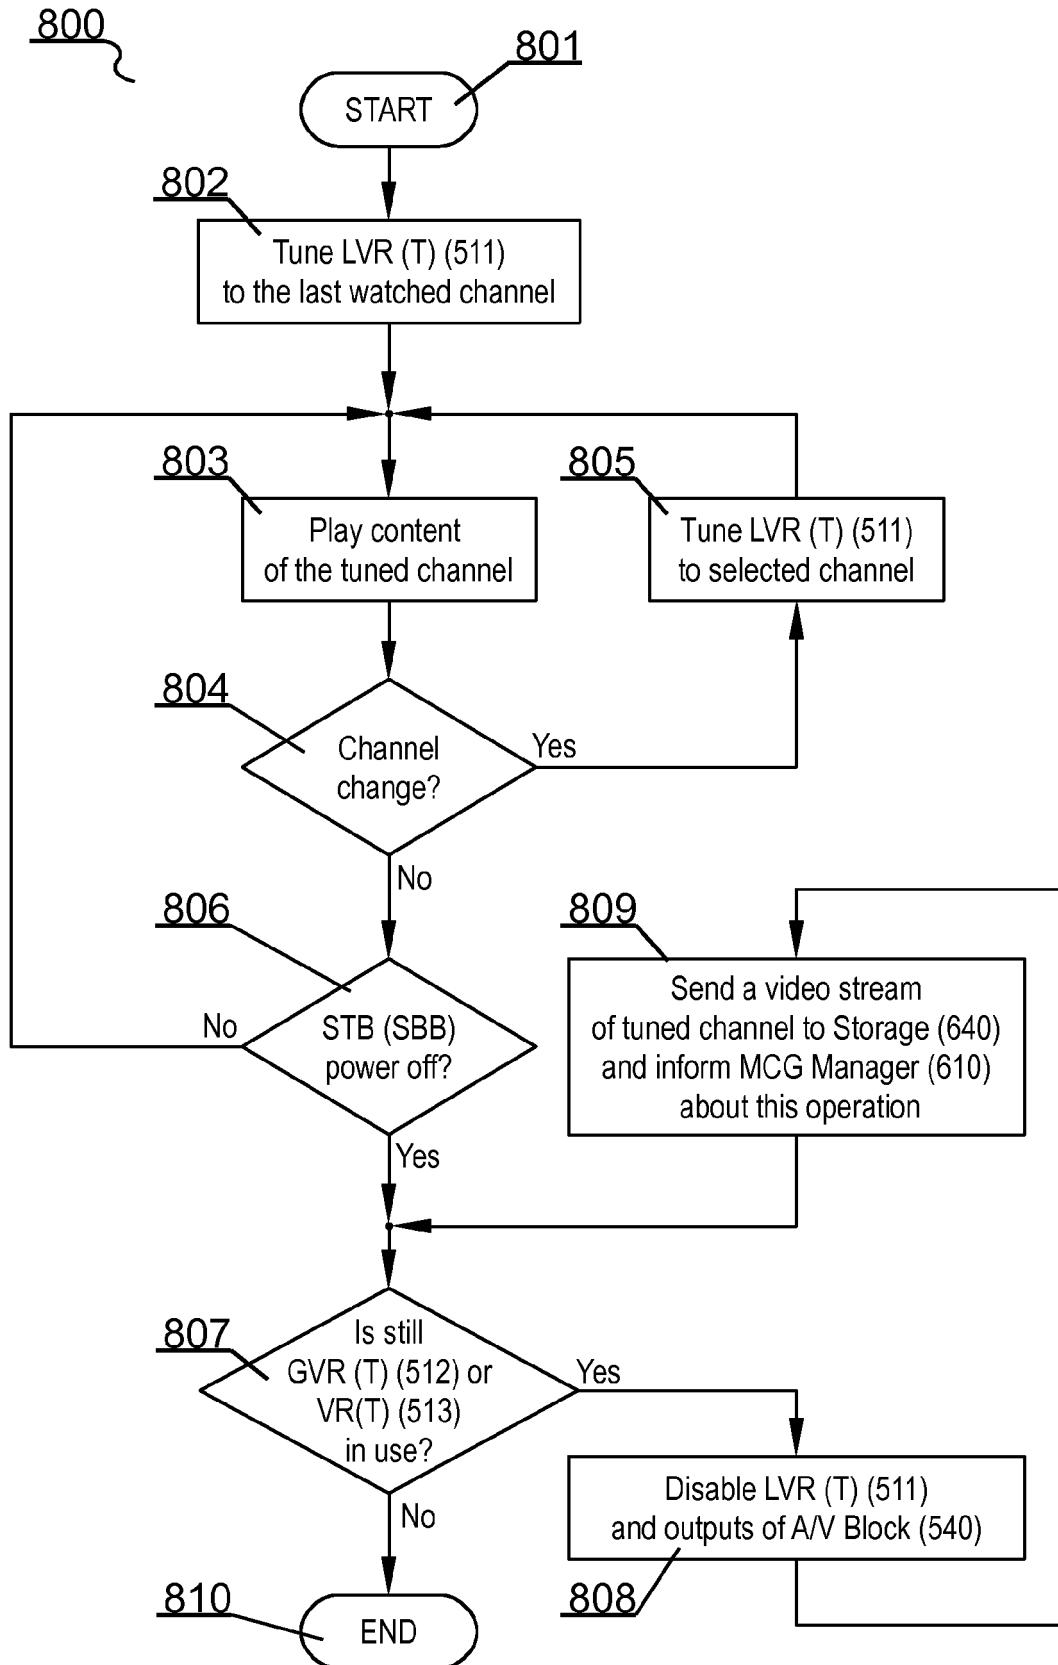 800
801
START
802
Tune LVR (T) (511)
to the last watched channel
803
Play content
of the tuned channel
805
Tune LVR (T) (511)
to selected channel
804
Channel
change?
Yes
No
806
STB (SBB)
power off?
No
Yes
809
Send a video stream
of tuned channel to Storage (640)
and inform MCG Manager (610)
about this operation
807
Is still
GVR (T) (512) or
VR(T) (513)
in use?
Yes
No
Disable LVR (T) (511)
and outputs of A/V Block (540)
808
810
END